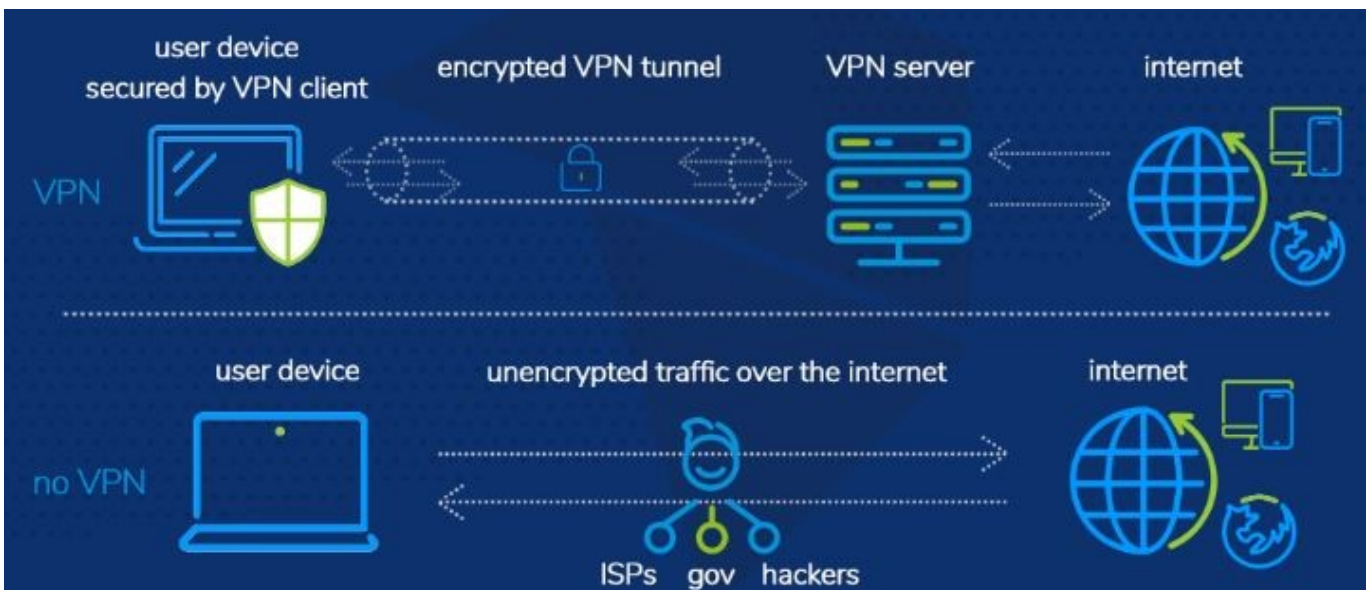 user device
secured by VPN client
encrypted VPN tunnel
VPN server
internet
VPN
user device
unencrypted traffic over the internet
internet
no VPN
ISPs gov hackers